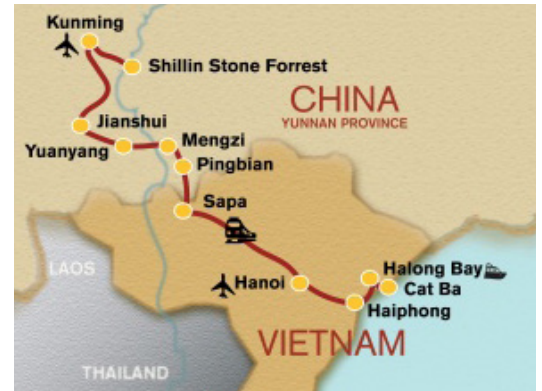 Kunming
Shillin Stone Forrest
CHINA
YUNNAN PROVINCE
Jianshui
Mengzi
Yuanyang
Pingbian
Sapa
LAOS
Halong Bay
Hanoi
Cat Ba
Haiphong
VIETNAM
THAILAND